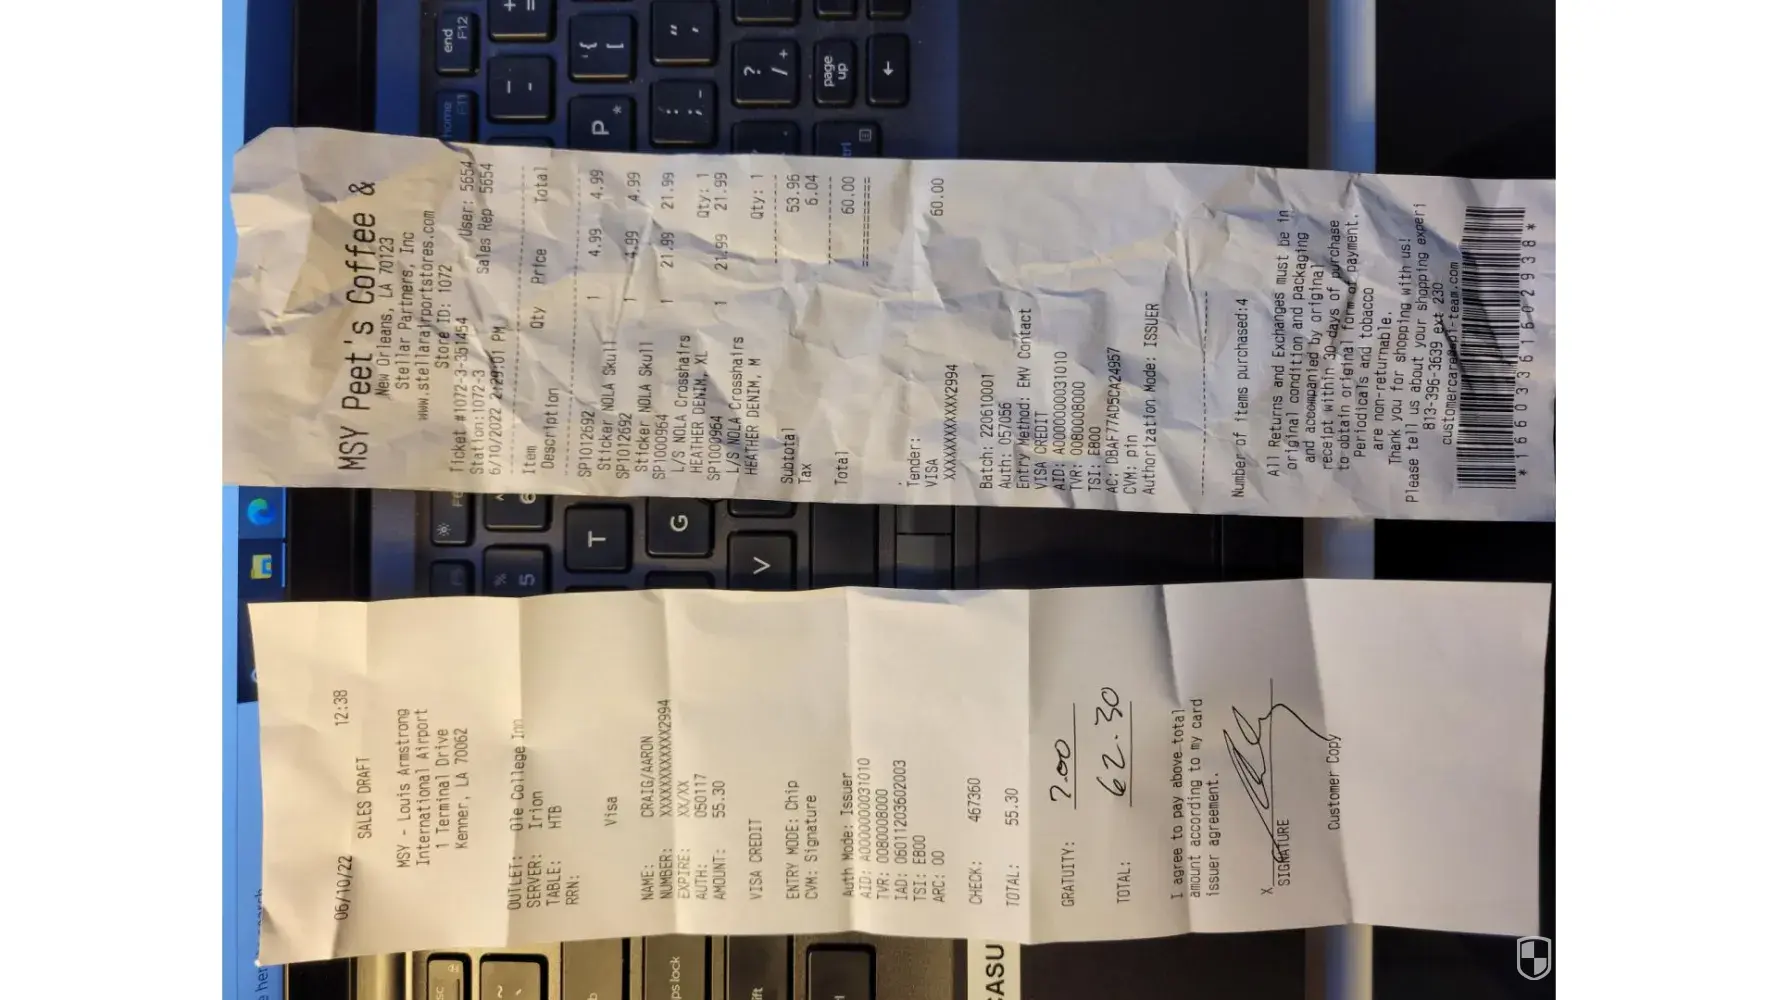 MSY Peet's Coffee &
New Orleans, LA 70123
Stellar Partners, Inc
www.stellarairportstores.com
Store ID: 1072
Ticket #1072-3-351454 User: 5654
Station:1072-3 Sales Rep 5654
6/10/2022 2:29:01 PM
Item Qty Price Total
Description
SP1012692 1 4.99 4.99
Sticker NOLA Skull
SP1012692 1 4.99 4.99
Sticker NOLA Skull
SP1000964 1 21.99 21.99
L/S NOLA Crosshairs
HEATHER DENIM, XL Qty: 1
SP1000964 1 21.99 21.99
L/S NOLA Crosshairs
HEATHER DENIM, M Qty: 1
Subtotal 53.96
Tax 6.04
Total 60.00
Tender:
VISA 60.00
XXXXXXXXXXXX2994
Batch: 220610001
Auth: 057056
Entry Method: EMV Contact
VISA CREDIT
AID: A0000000031010
TVR: 0080008000
TSI: E800
AC: DBAF77AD5CA24957
CVM: pin
Authorization Mode: ISSUER
Number of items purchased:4
All Returns and Exchanges must be in
original condition and packaging
and accompanied by original
receipt within 30 days of purchase
to obtain original form of payment.
Periodicals and tobacco
are non-returnable.
Thank you for shopping with us!
Please tell us about your shopping experi
813-396-3639 ext 230
*16603361602938*
06/10/22 12:38
SALES DRAFT
MSY - Louis Armstrong
International Airport
1 Terminal Drive
Kenner, LA 70062
OUTLET: Ole College Inn
SERVER: Irion
TABLE: HTB
RRN:
Visa
NAME: CRAIG/AARON
NUMBER: XXXXXXXXXXXX2994
EXPIRE: XX/XX
AUTH: 050117
AMOUNT: 55.30
VISA CREDIT
ENTRY MODE: Chip
CVM: Signature
Auth Mode: Issuer
AID: A0000000031010
TVR: 0080008000
IAD: 06011203602003
TSI: E800
ARC: 00
CHECK: 467360
TOTAL: 55.30
GRATUITY: 7.00
TOTAL: 62.30
I agree to pay above total
amount according to my card
issuer agreement.
X
SIGNATURE
Customer Copy
end
F12
home
F11
+
=
{
[
"
'
?
/
page
up
P
*
:
;
F6
6
%
5
T
G
V
F5
CASU